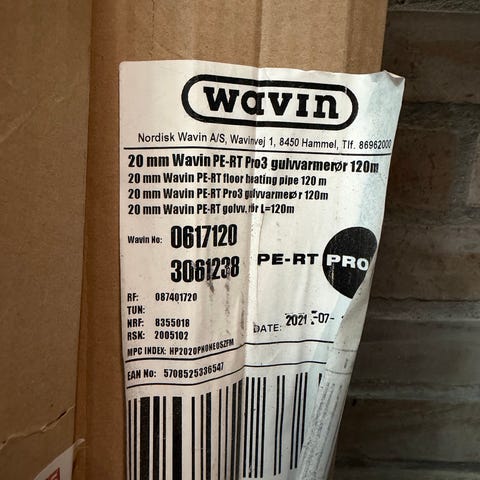 wavin
Nordisk Wavin A/S, Wavinvej 1, 8450 Hammel, Tlf. 86962000
20 mm Wavin PE-RT Pro3 gulvvarmerør 120m
20 mm Wavin PE-RT floor heating pipe 120 m
20 mm Wavin PE-RT Pro3 gulvvarmerør 120m
20 mm Wavin PE-RT golvv. rör L=120m
Wavin No: 0617120
3061238
PE-RT PRO
RF: 087401720
TUN:
NRF: 8355018
RSK: 2005102
DATE: 2021-07-
MPC INDEX: HP2020PHONEOSZFM
EAN No: 5708525336547